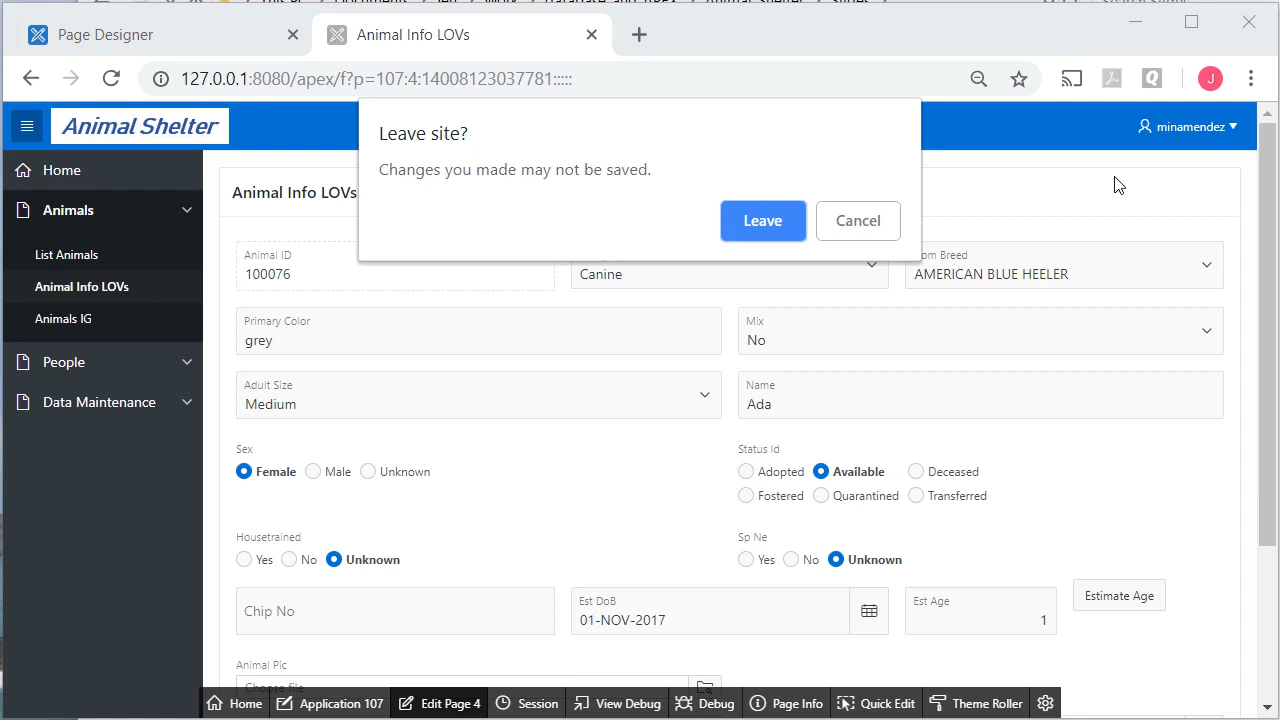 Page Designer
Animal Info LOVs
127.0.0.1:8080/apex/f?p=107:4:14008123037781:::::
J
Animal Shelter
minamendez
Leave site?
Changes you made may not be saved.
Leave
Cancel
Home
Animals
List Animals
Animal Info LOVs
Animals IG
People
Data Maintenance
Animal Info LOVs
Animal ID
100076
Canine
Breed
AMERICAN BLUE HEELER
Primary Color
grey
Mix
No
Adult Size
Medium
Name
Ada
Sex
Female Male Unknown
Status Id
Adopted Available Deceased
Fostered Quarantined Transferred
Housetrained
Yes No Unknown
Sp Ne
Yes No Unknown
Chip No
Est DoB
01-NOV-2017
Est Age
1
Estimate Age
Animal Pic
Choose file
Home Application 107 Edit Page 4 Session View Debug Debug Page Info Quick Edit Theme Roller